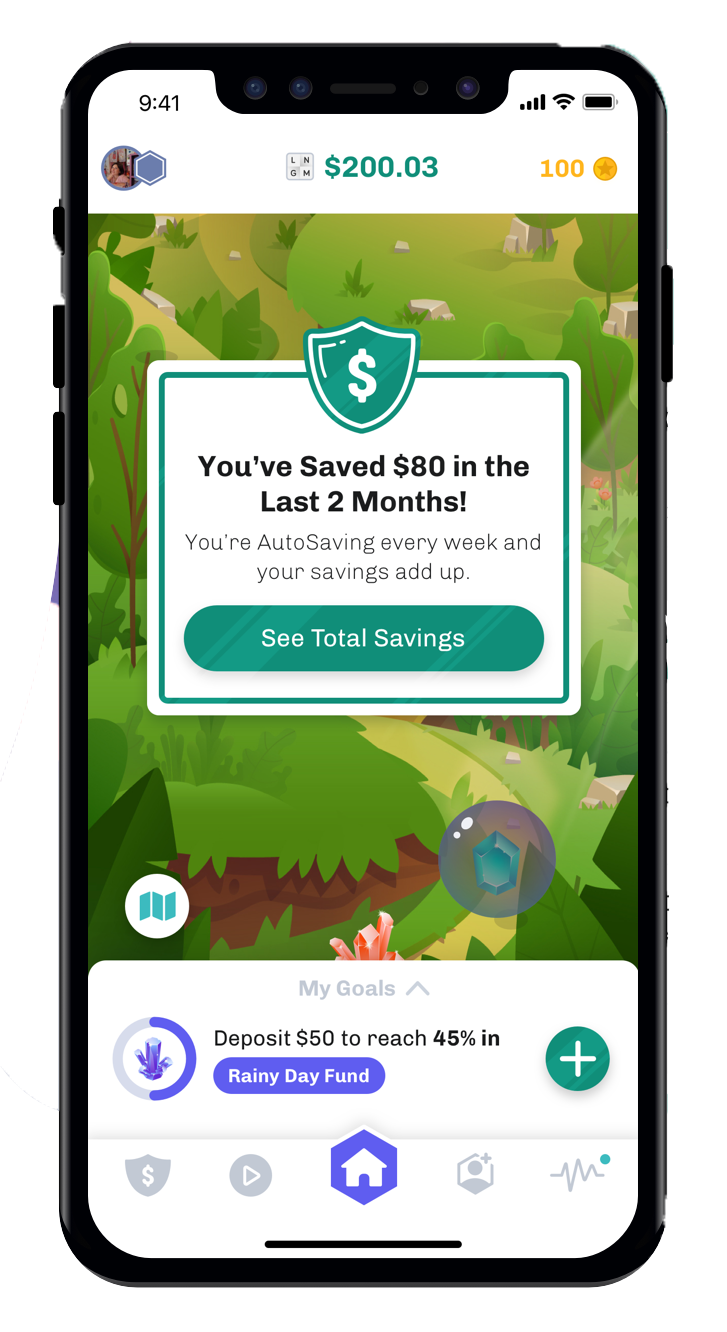 9:41
L N
G M
$200.03
100
$
You’ve Saved $80 in the
Last 2 Months!
You’re AutoSaving every week and
your savings add up.
See Total Savings
My Goals
Deposit $50 to reach 45% in
Rainy Day Fund
$